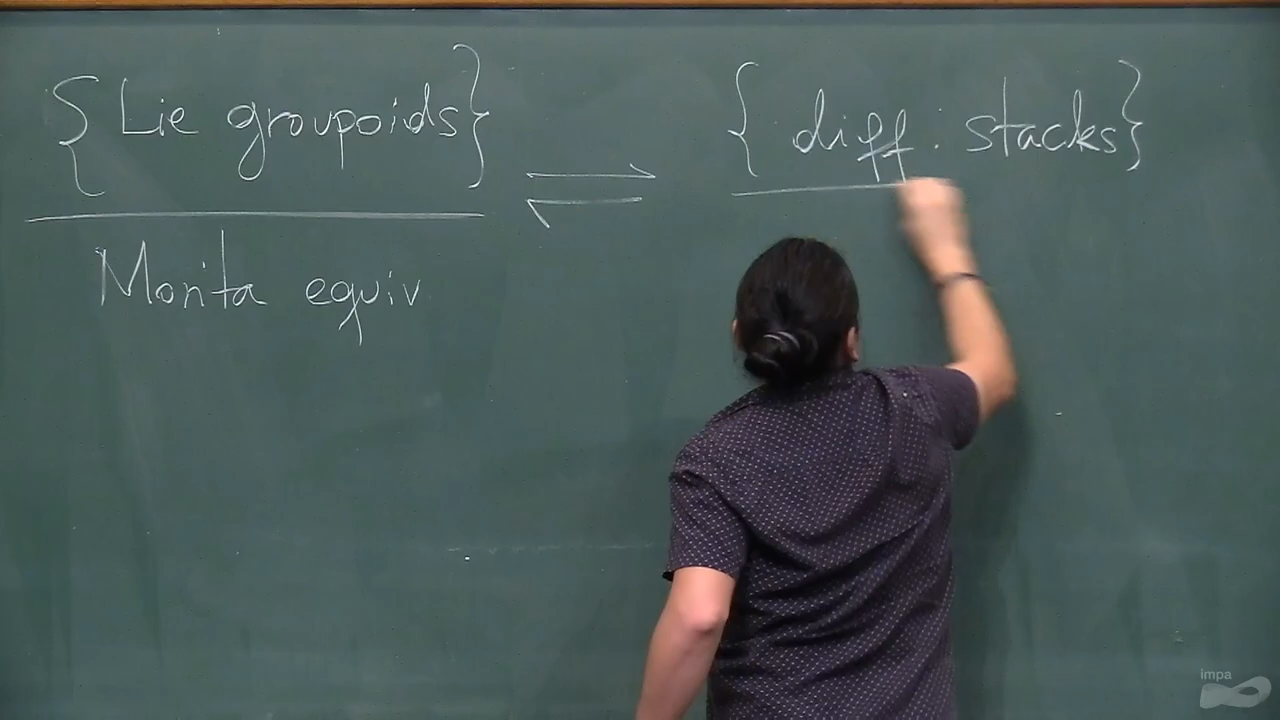 {Lie groupoids} ⇌ {diff. stacks}
Morita equiv
impa